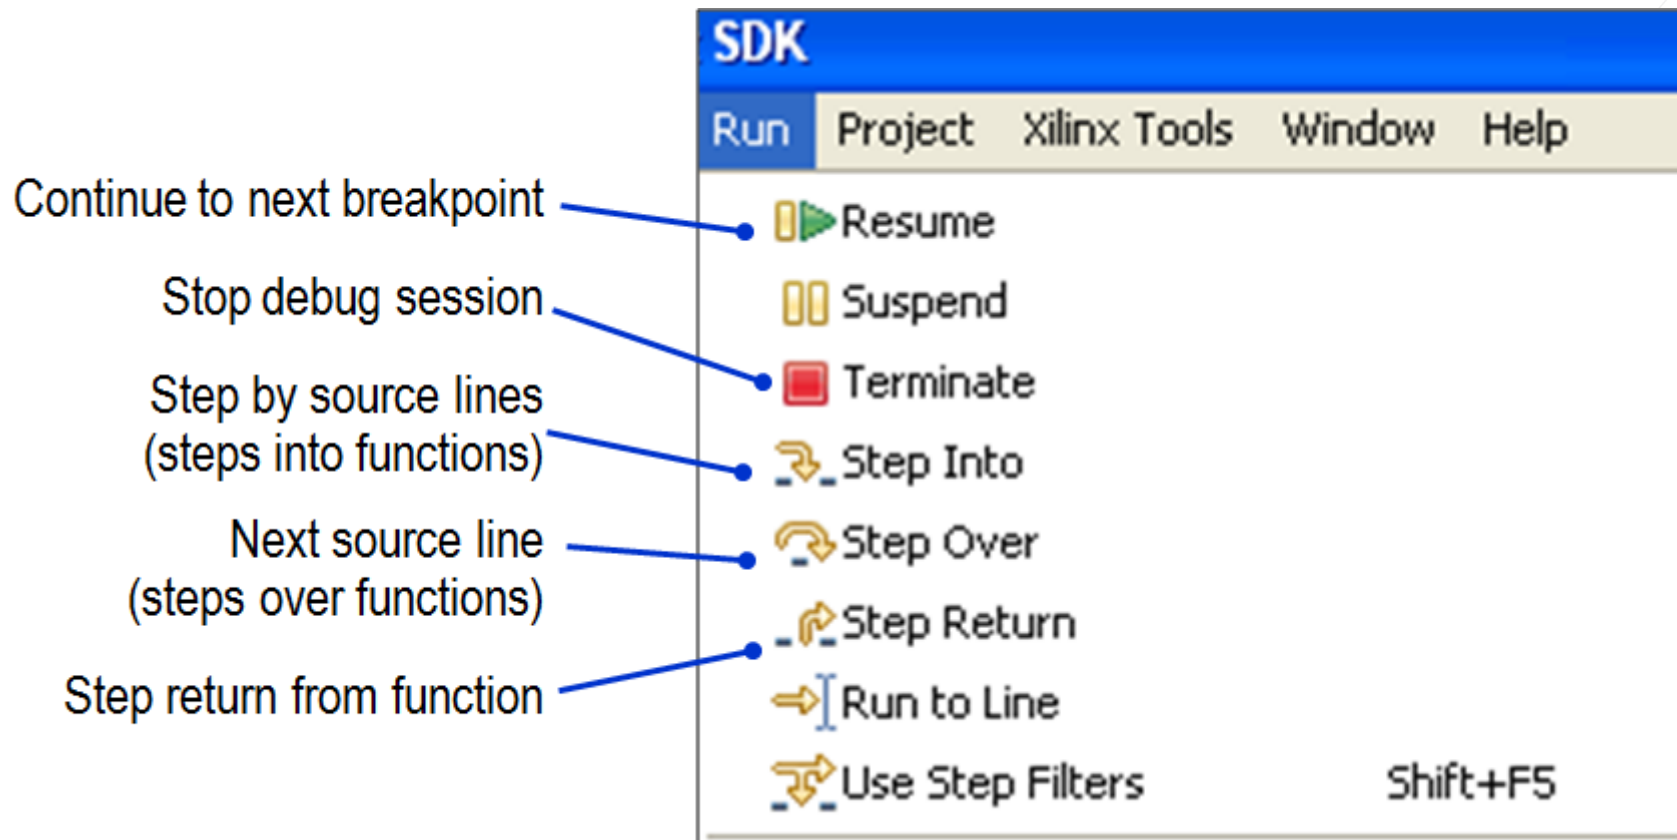 SDK
Run Project Xilinx Tools Window Help
Continue to next breakpoint
Resume
Suspend
Stop debug session
Terminate
Step by source lines
(steps into functions)
Step Into
Next source line
(steps over functions)
Step Over
Step Return
Step return from function
Run to Line
Use Step Filters Shift+F5